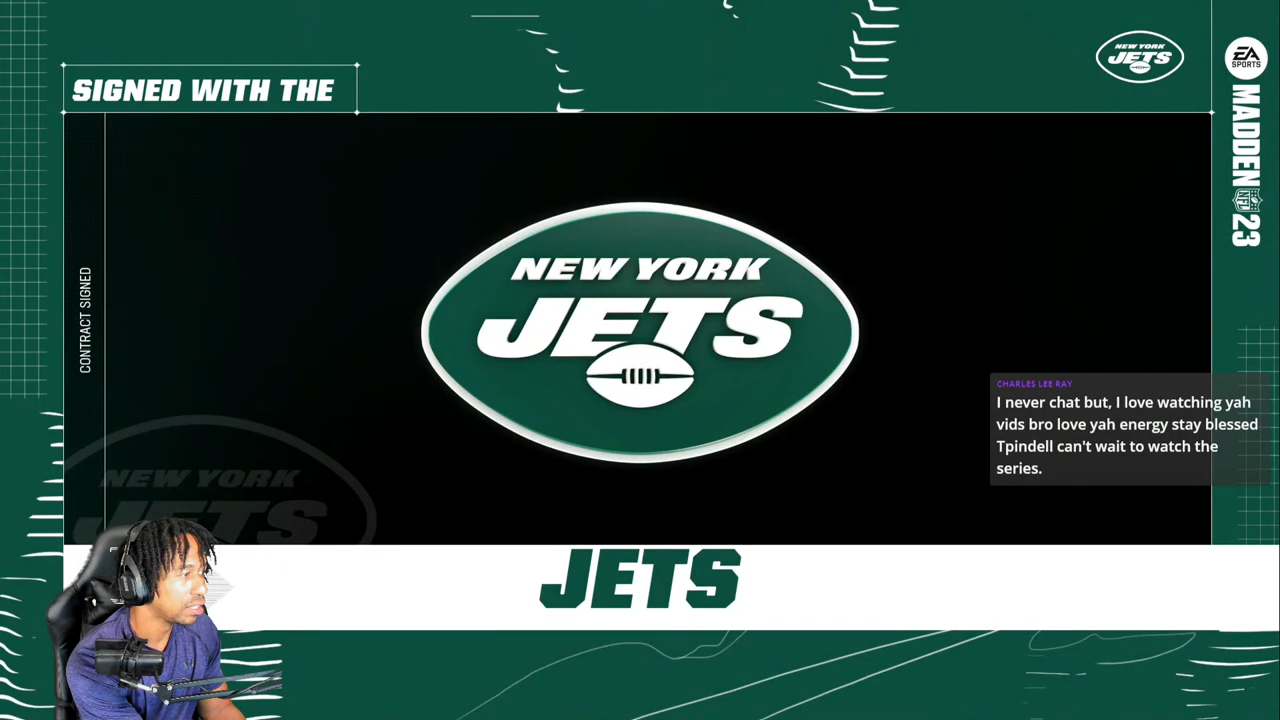 SIGNED WITH THE
NEW YORK
JETS
EA
SPORTS
MADDEN NFL 23
CONTRACT SIGNED
NEW YORK
JETS
CHARLES LEE RAY
I never chat but, I love watching yah
vids bro love yah energy stay blessed
Tpindell can't wait to watch the
series.
NEW YORK
JETS
JETS